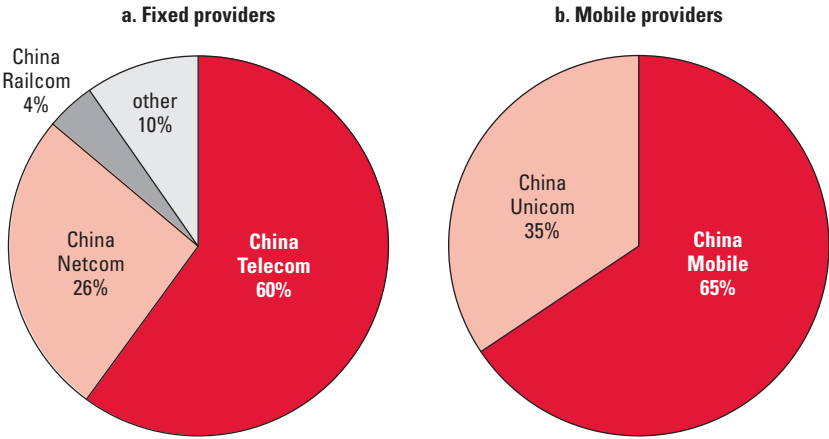 a. Fixed providers
China
Railcom
4%
other
10%
China
Netcom
26%
China
Telecom
60%
b. Mobile providers
China
Unicom
35%
China
Mobile
65%